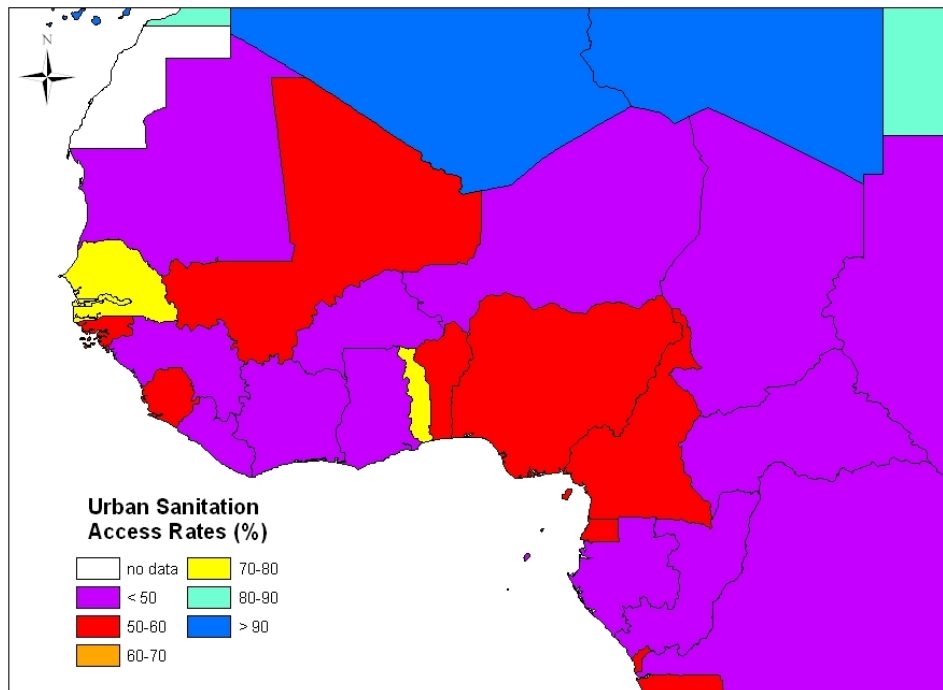 N
Urban Sanitation
Access Rates (%)
no data
70-80
< 50
80-90
50-60
> 90
60-70